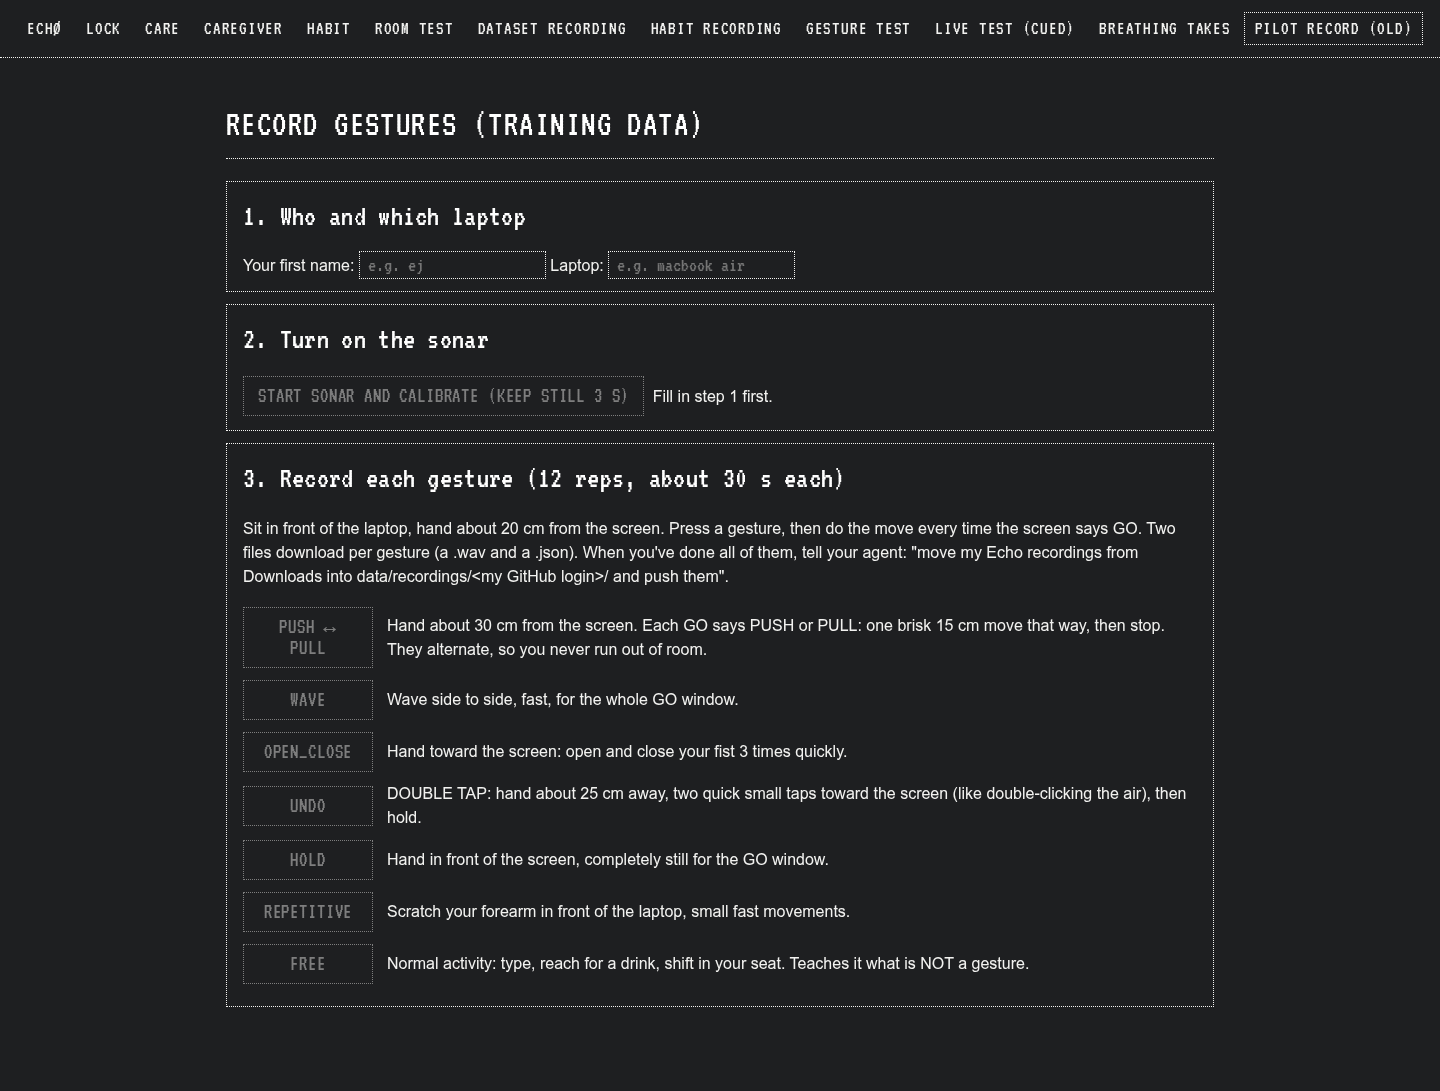 ECHØ LOCK CARE CAREGIVER HABIT ROOM TEST DATASET RECORDING HABIT RECORDING GESTURE TEST LIVE TEST (CUED) BREATHING TAKES PILOT RECORD (OLD)
RECORD GESTURES (TRAINING DATA)
1. Who and which laptop
Your first name: e.g. ej Laptop: e.g. macbook air
2. Turn on the sonar
START SONAR AND CALIBRATE (KEEP STILL 3 S) Fill in step 1 first.
3. Record each gesture (12 reps, about 30 s each)
Sit in front of the laptop, hand about 20 cm from the screen. Press a gesture, then do the move every time the screen says GO. Two
files download per gesture (a .wav and a .json). When you've done all of them, tell your agent: "move my Echo recordings from
Downloads into data/recordings/<my GitHub login>/ and push them".
PUSH ↔
PULL
Hand about 30 cm from the screen. Each GO says PUSH or PULL: one brisk 15 cm move that way, then stop.
They alternate, so you never run out of room.
WAVE Wave side to side, fast, for the whole GO window.
OPEN_CLOSE Hand toward the screen: open and close your fist 3 times quickly.
UNDO
DOUBLE TAP: hand about 25 cm away, two quick small taps toward the screen (like double-clicking the air), then
hold.
HOLD Hand in front of the screen, completely still for the GO window.
REPETITIVE Scratch your forearm in front of the laptop, small fast movements.
FREE Normal activity: type, reach for a drink, shift in your seat. Teaches it what is NOT a gesture.